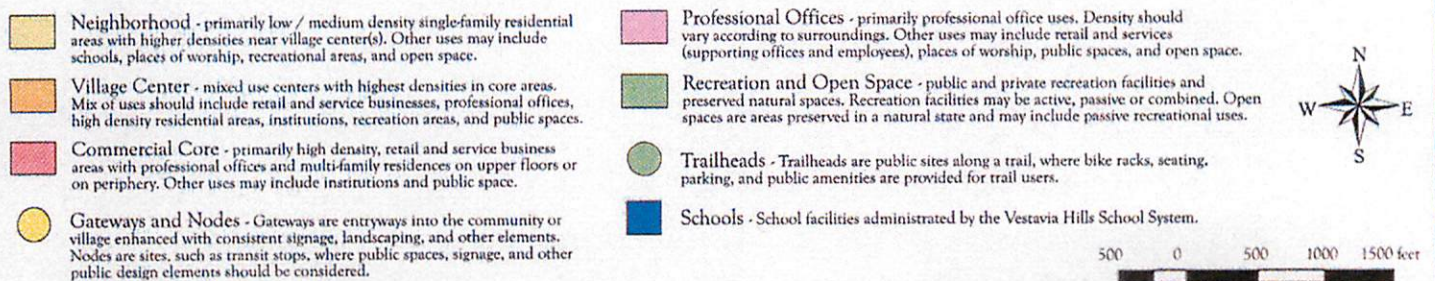 Neighborhood - primarily low / medium density single-family residential
areas with higher densities near village center(s). Other uses may include
schools, places of worship, recreational areas, and open space.
Village Center - mixed use centers with highest densities in core areas.
Mix of uses should include retail and service businesses, professional offices,
high density residential areas, institutions, recreation areas, and public spaces.
Commercial Core - primarily high density, retail and service business
areas with professional offices and multi-family residences on upper floors or
on periphery. Other uses may include institutions and public space.
Gateways and Nodes - Gateways are entryways into the community or
village enhanced with consistent signage, landscaping, and other elements.
Nodes are sites, such as transit stops, where public spaces, signage, and other
public design elements should be considered.
Professional Offices - primarily professional office uses. Density should
vary according to surroundings. Other uses may include retail and services
(supporting offices and employees), places of worship, public spaces, and open space.
Recreation and Open Space - public and private recreation facilities and
preserved natural spaces. Recreation facilities may be active, passive or combined. Open
spaces are areas preserved in a natural state and may include passive recreational uses.
Trailheads - Trailheads are public sites along a trail, where bike racks, seating,
parking, and public amenities are provided for trail users.
Schools - School facilities administered by the Vestavia Hills School System.
N
W E
S
500 0 500 1000 1500 feet